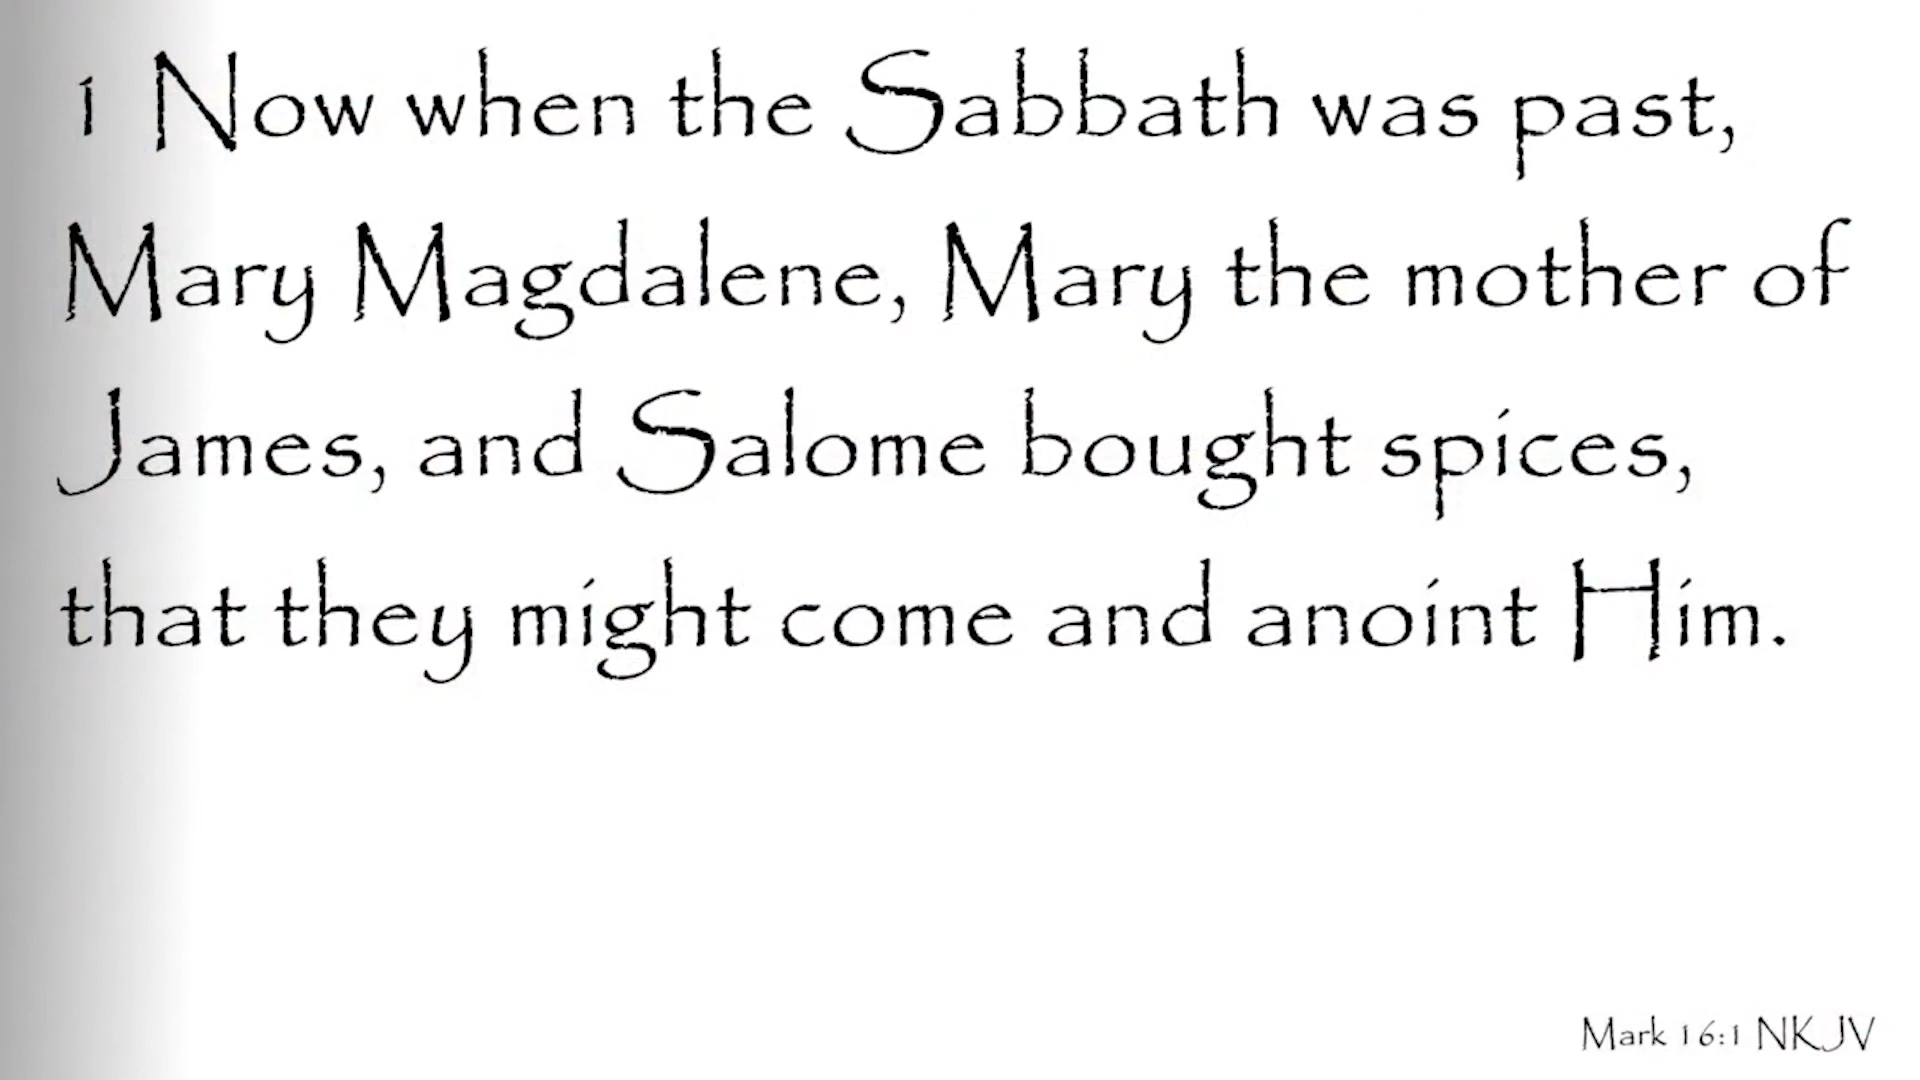 1 Now when the Sabbath was past,
Mary Magdalene, Mary the mother of
James, and Salome bought spices,
that they might come and anoint Him.
Mark 16:1 NKJV